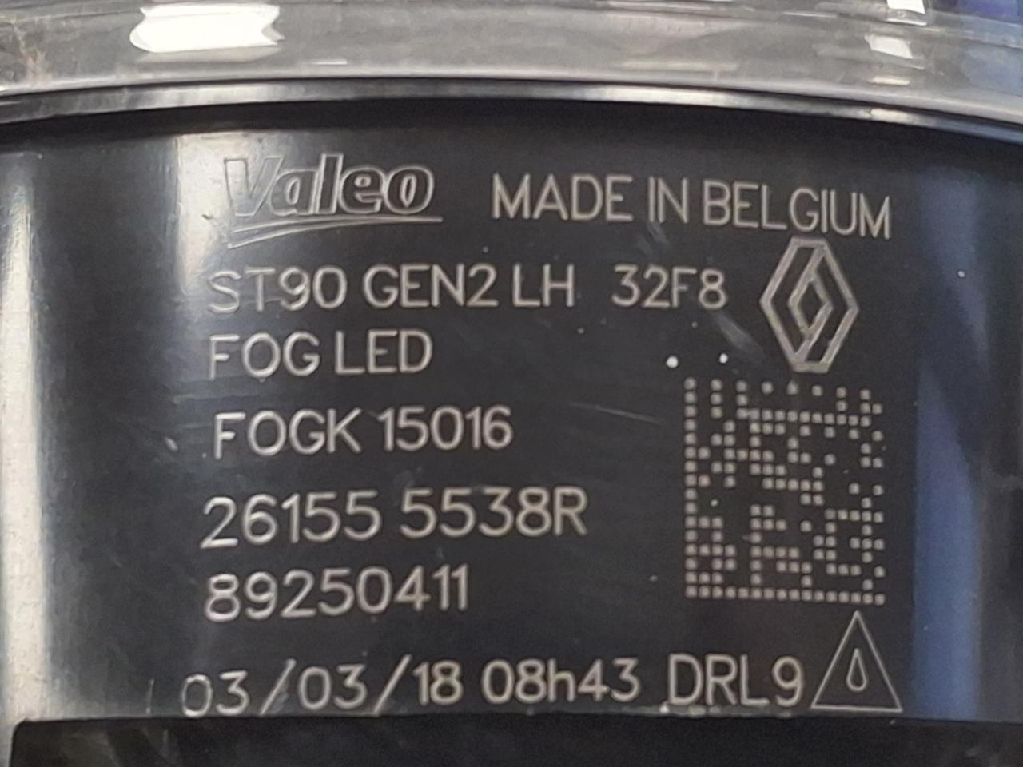 Valeo MADE IN BELGIUM
ST90 GEN2 LH 32F8
FOG LED
FOGK 15016
26155 5538R
89250411
03/03/18 08h43 DRL9